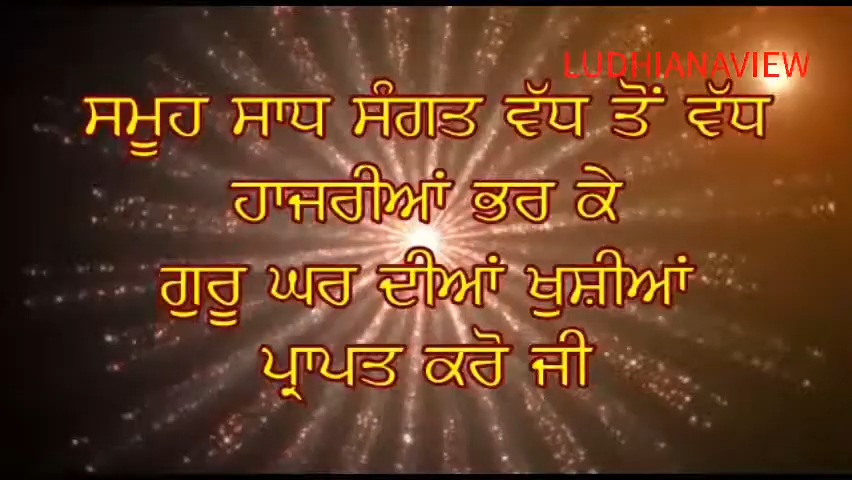 LUDHIANAVIEW
ਸਮੂਹ ਸਾਧ ਸੰਗਤ ਵੱਧ ਤੋਂ ਵੱਧ
ਹਾਜਰੀਆਂ ਭਰ ਕੇ
ਗੁਰੂ ਘਰ ਦੀਆਂ ਖੁਸ਼ੀਆਂ
ਪ੍ਰਾਪਤ ਕਰੋ ਜੀ